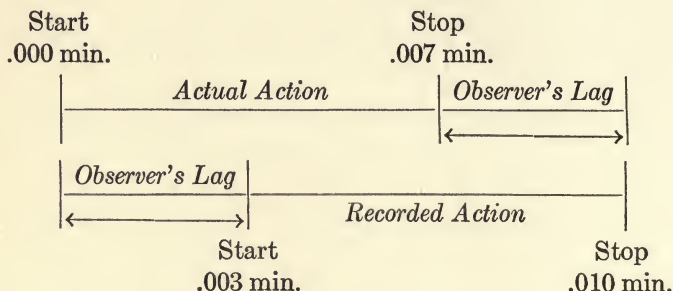 Start Stop
.000 min. .007 min.
Actual Action Observer's Lag
Observer's Lag
Recorded Action
Start Stop
.003 min. .010 min.